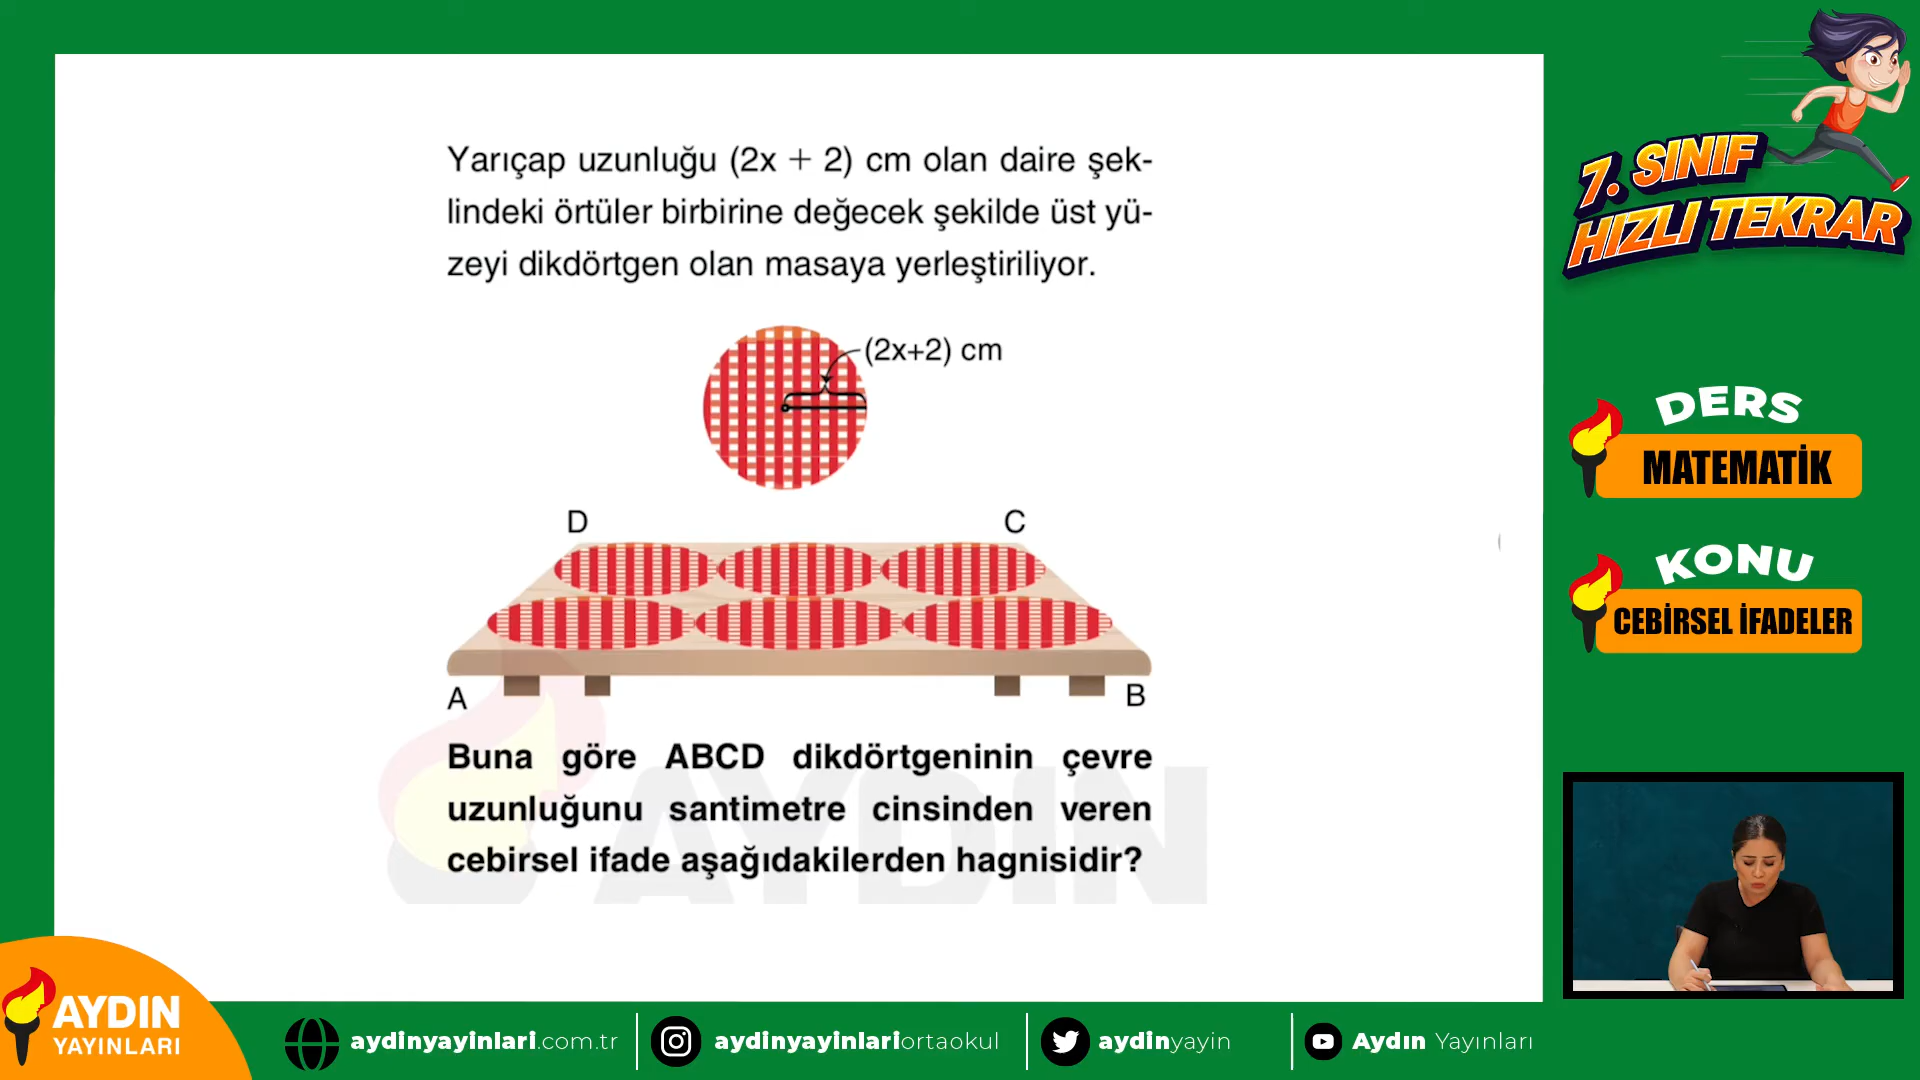 Yarıçap uzunluğu (2x + 2) cm olan daire şek-
lindeki örtüler birbirine değecek şekilde üst yü-
zeyi dikdörtgen olan masaya yerleştiriliyor.
(2x+2) cm
D
C
A
B
Buna göre ABCD dikdörtgeninin çevre
uzunluğunu santimetre cinsinden veren
cebirsel ifade aşağıdakilerden hagnisidir?
AYDIN
7. SINIF
HIZLI TEKRAR
DERS
MATEMATİK
KONU
CEBİRSEL İFADELER
AYDIN
YAYINLARI
aydinyayinlari.com.tr
aydinyayinlariortaokul
aydinyayin
Aydın Yayınları